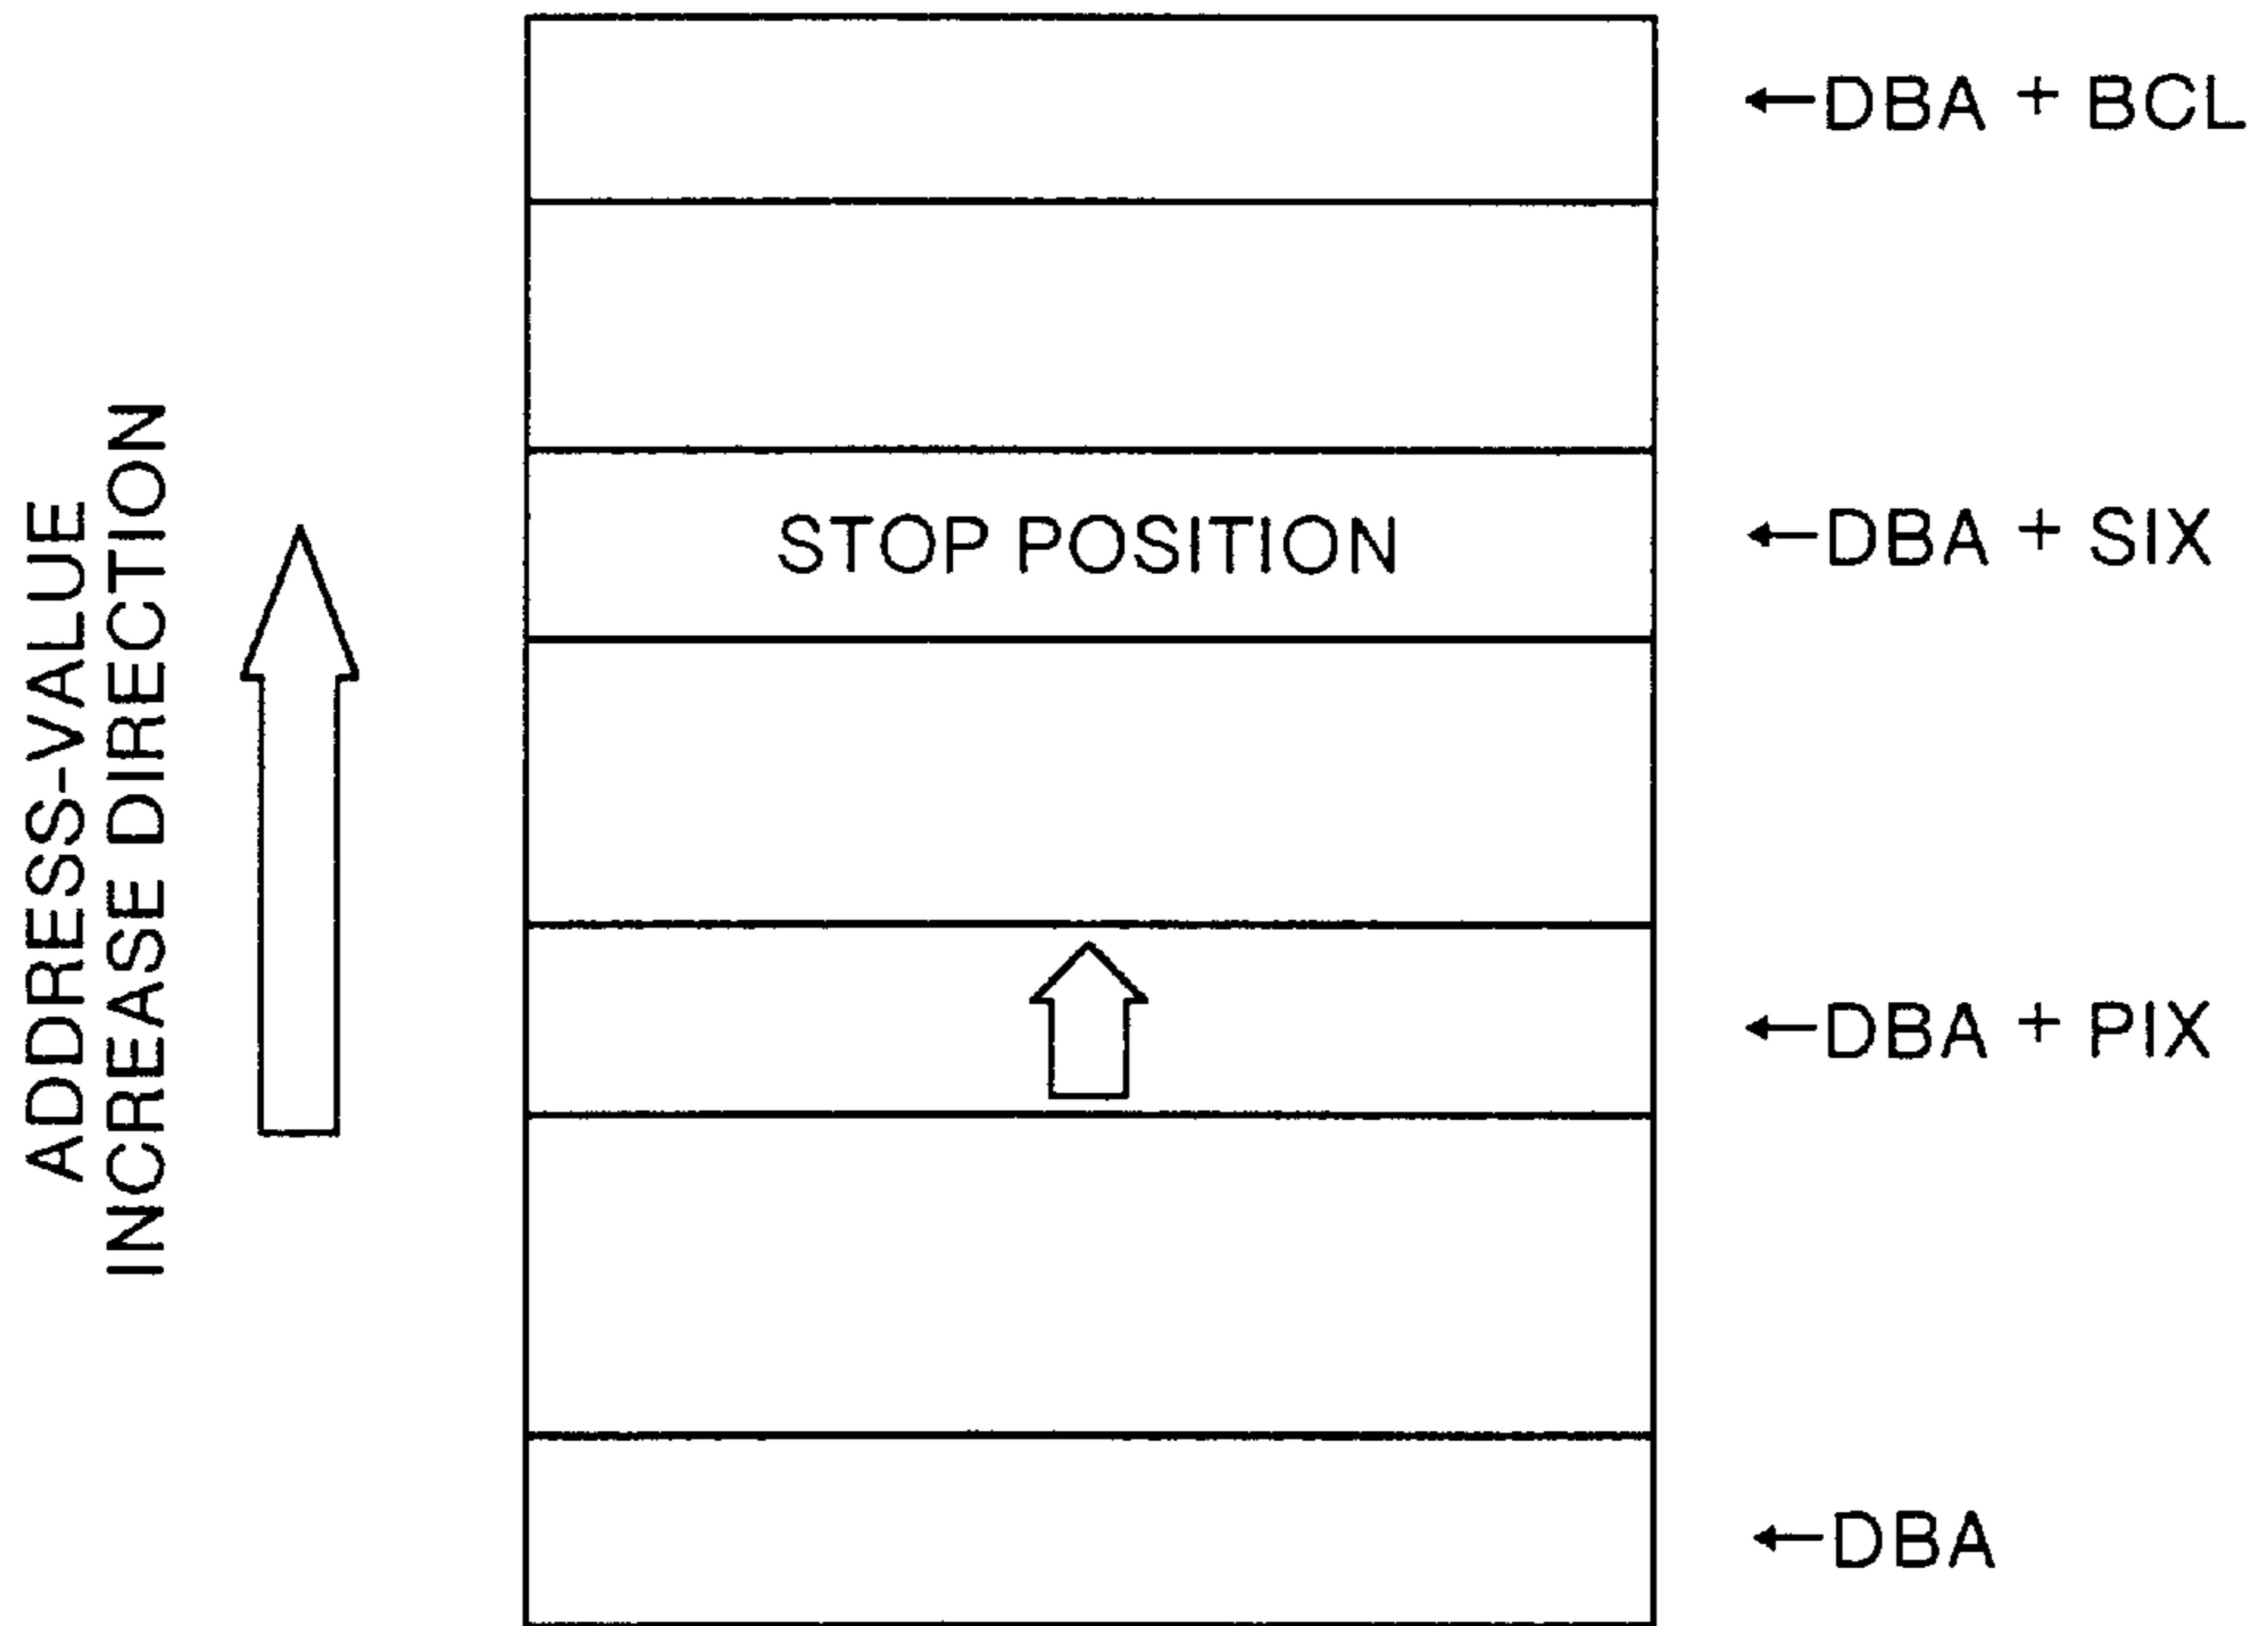 ADDRESS-VALUE
INCREASE DIRECTION
←DBA + BCL
STOP POSITION
←DBA + SIX
←DBA + PIX
←DBA